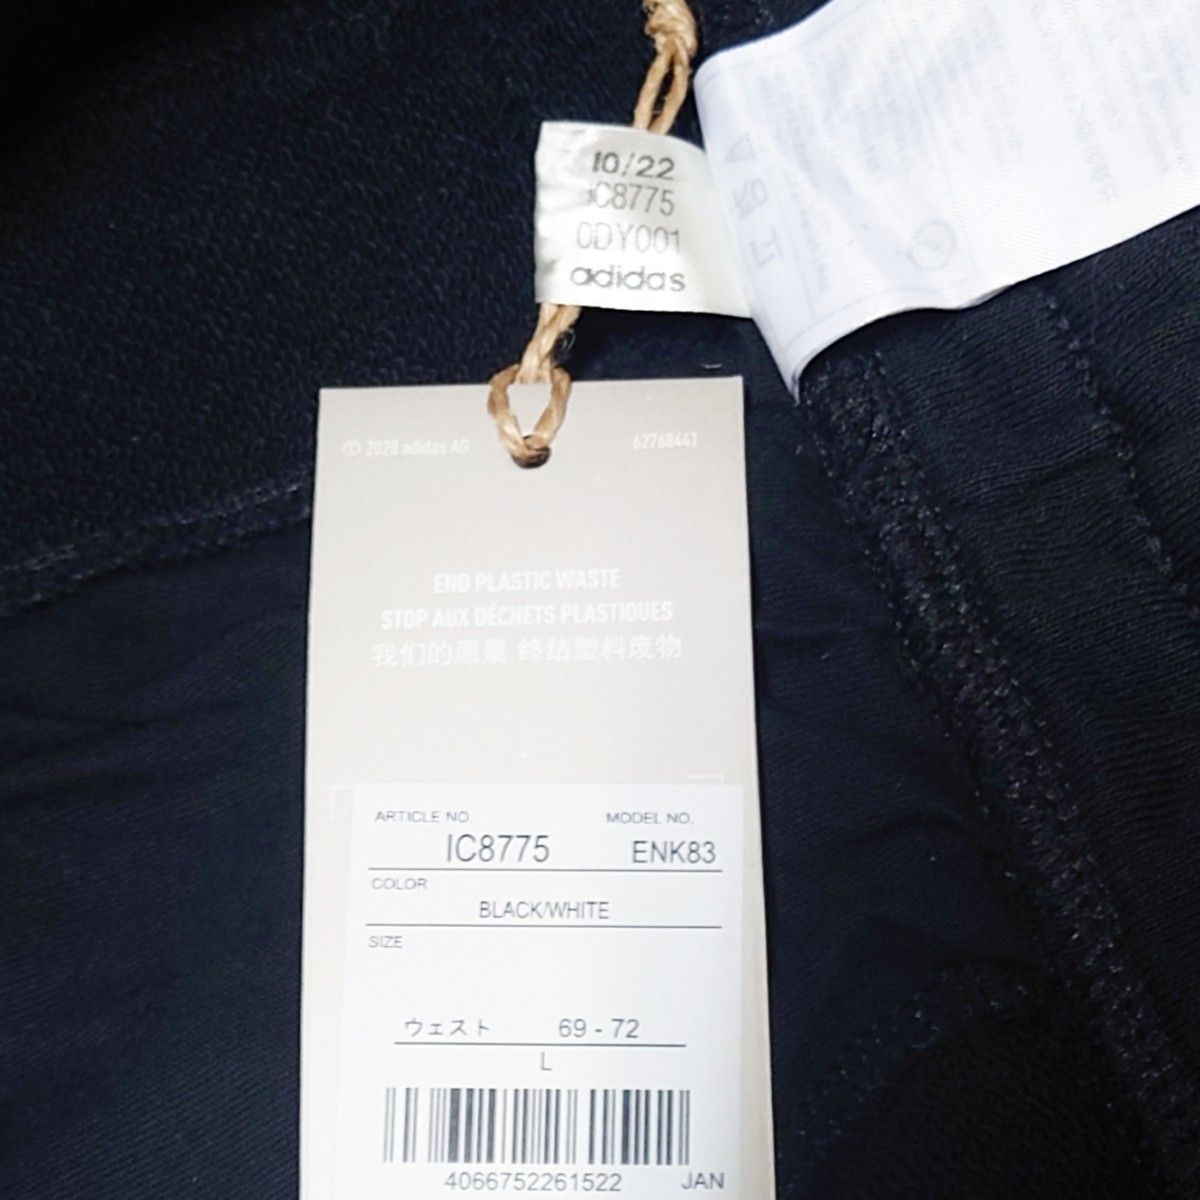 10/22
IC8775
0DY001
adidas
© 2020 adidas AG 62768441
END PLASTIC WASTE
STOP AUX DÉCHETS PLASTIQUES
我们的愿景 终结塑料废物
ARTICLE NO. MODEL NO.
IC8775 ENK83
COLOR
BLACK/WHITE
SIZE
ウェスト 69 - 72
L
4066752261522 JAN